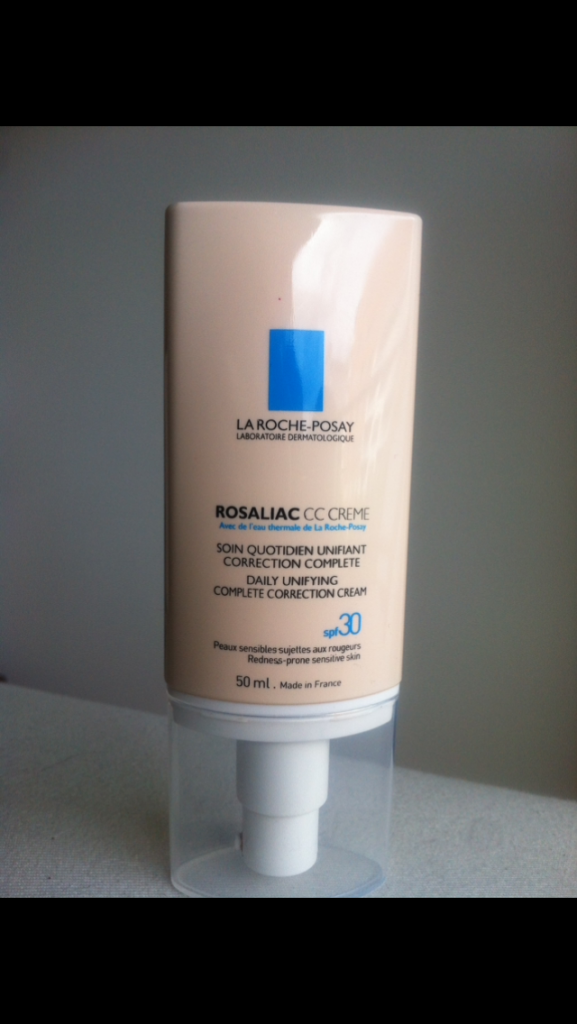 LA ROCHE-POSAY
LABORATOIRE DERMATOLOGIQUE
ROSALIAC CC CREME
Avec de l'eau thermale de La Roche-Posay
SOIN QUOTIDIEN UNIFIANT
CORRECTION COMPLETE
DAILY UNIFYING
COMPLETE CORRECTION CREAM
spf30
Peaux sensibles sujettes aux rougeurs
Redness-prone sensitive skin
50 ml . Made in France